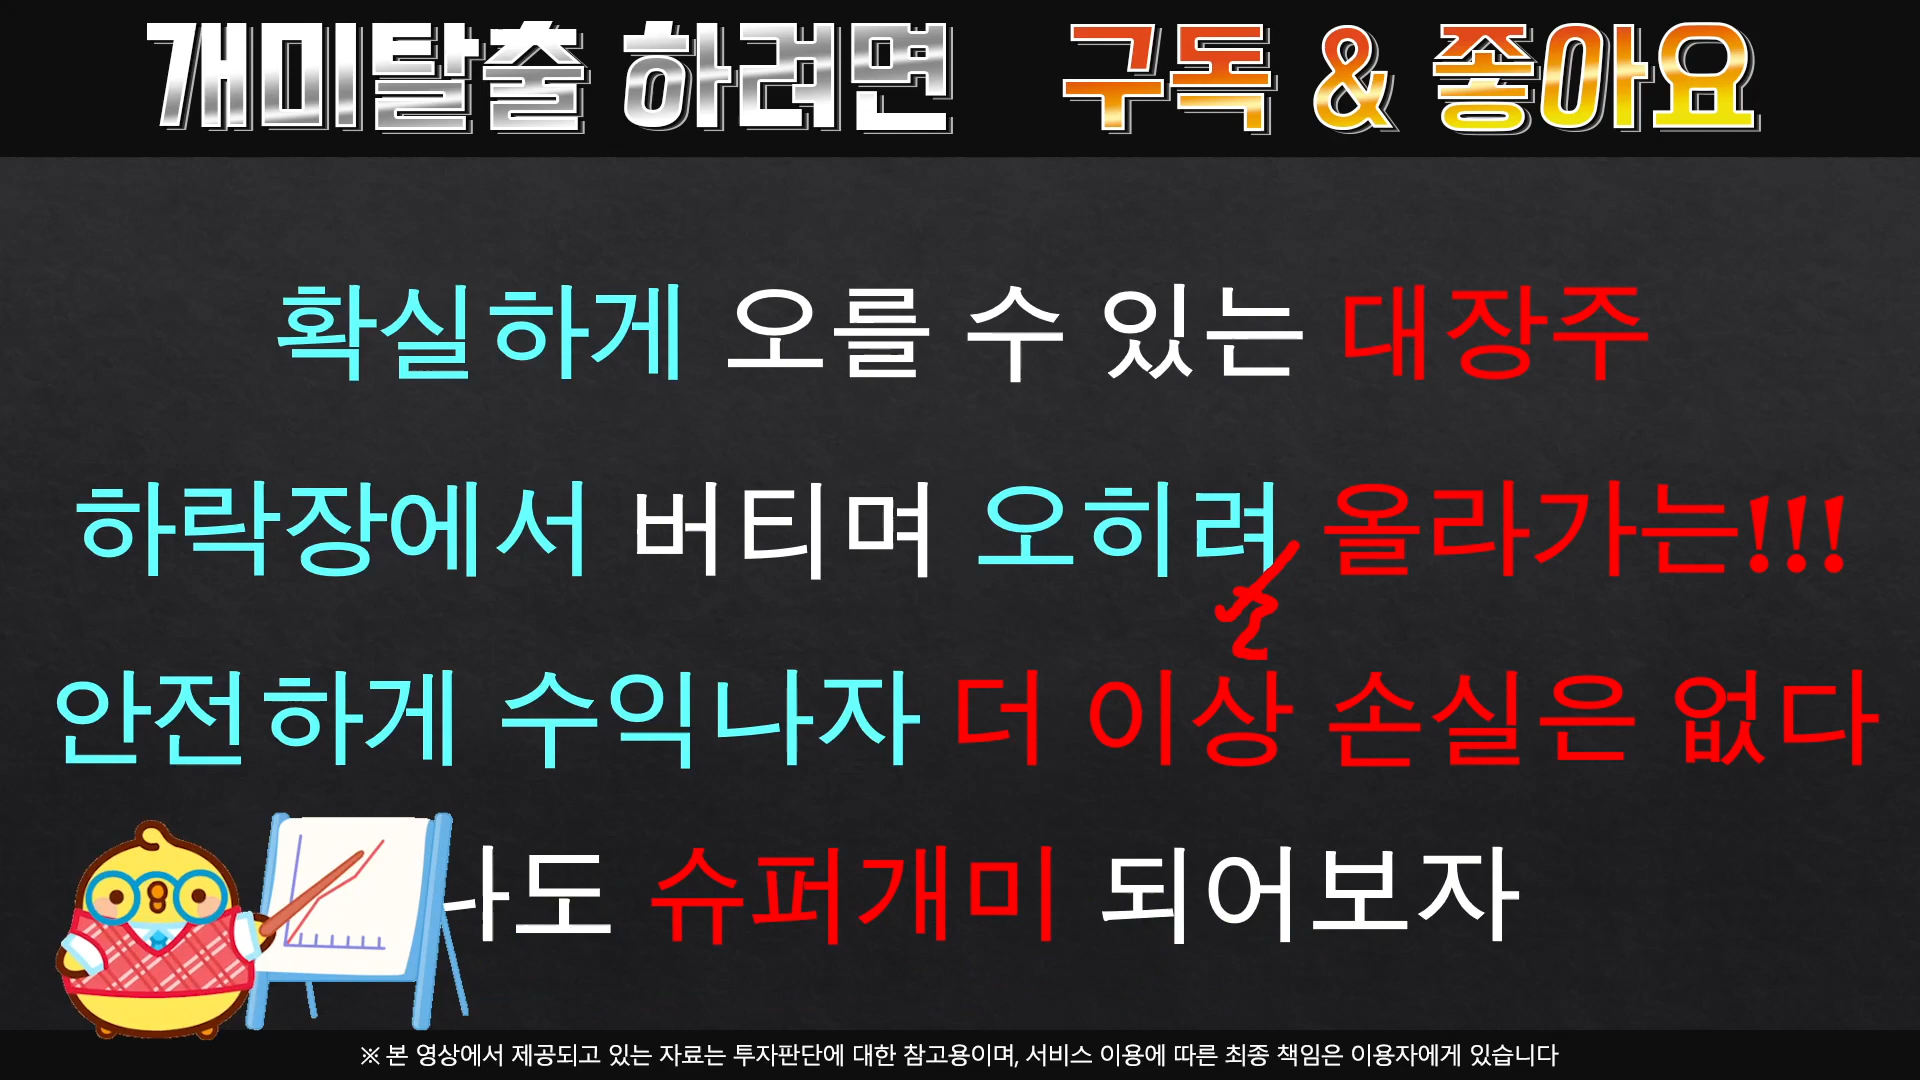 개미탈출 하려면 구독 & 좋아요
확실하게 오를 수 있는 대장주
하락장에서 버티며 오히려 올라가는!!!
안전하게 수익나자 더 이상 손실은 없다
나도 슈퍼개미 되어보자
※ 본 영상에서 제공되고 있는 자료는 투자판단에 대한 참고용이며, 서비스 이용에 따른 최종 책임은 이용자에게 있습니다